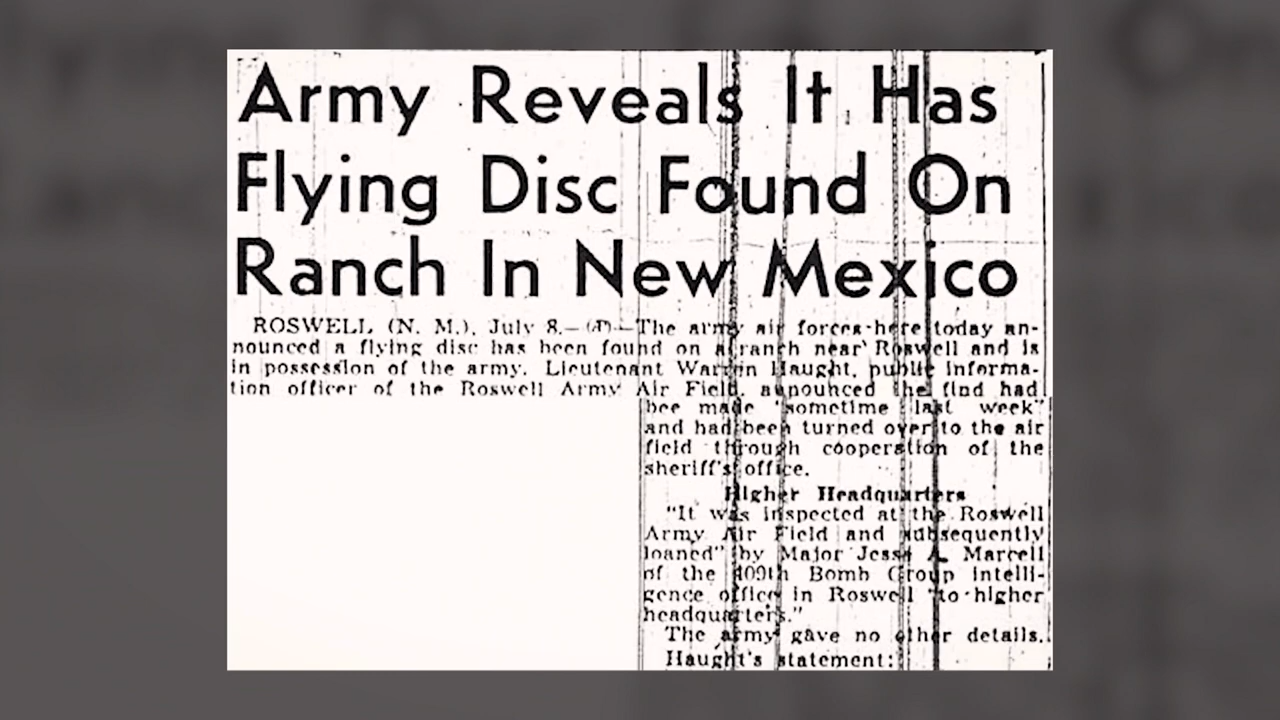 Army Reveals It Has
Flying Disc Found On
Ranch In New Mexico
ROSWELL (N. M.), July 8.—(AP)—The army air forces here today an-
nounced a flying disc has been found on a ranch near Roswell and is
in possession of the army. Lieutenant Warren Haught, public informa-
tion officer of the Roswell Army Air Field, announced the find had
bee made "sometime last week"
and had been turned over to the air
field through cooperation of the
sheriff's office.
Higher Headquarters
"It was inspected at the Roswell
Army Air Field and subsequently
loaned" by Major Jesse A. Marcell
of the 509th Bomb Group intelli-
gence office in Roswell "to higher
headquarters."
The army gave no other details.
Haught's statement: